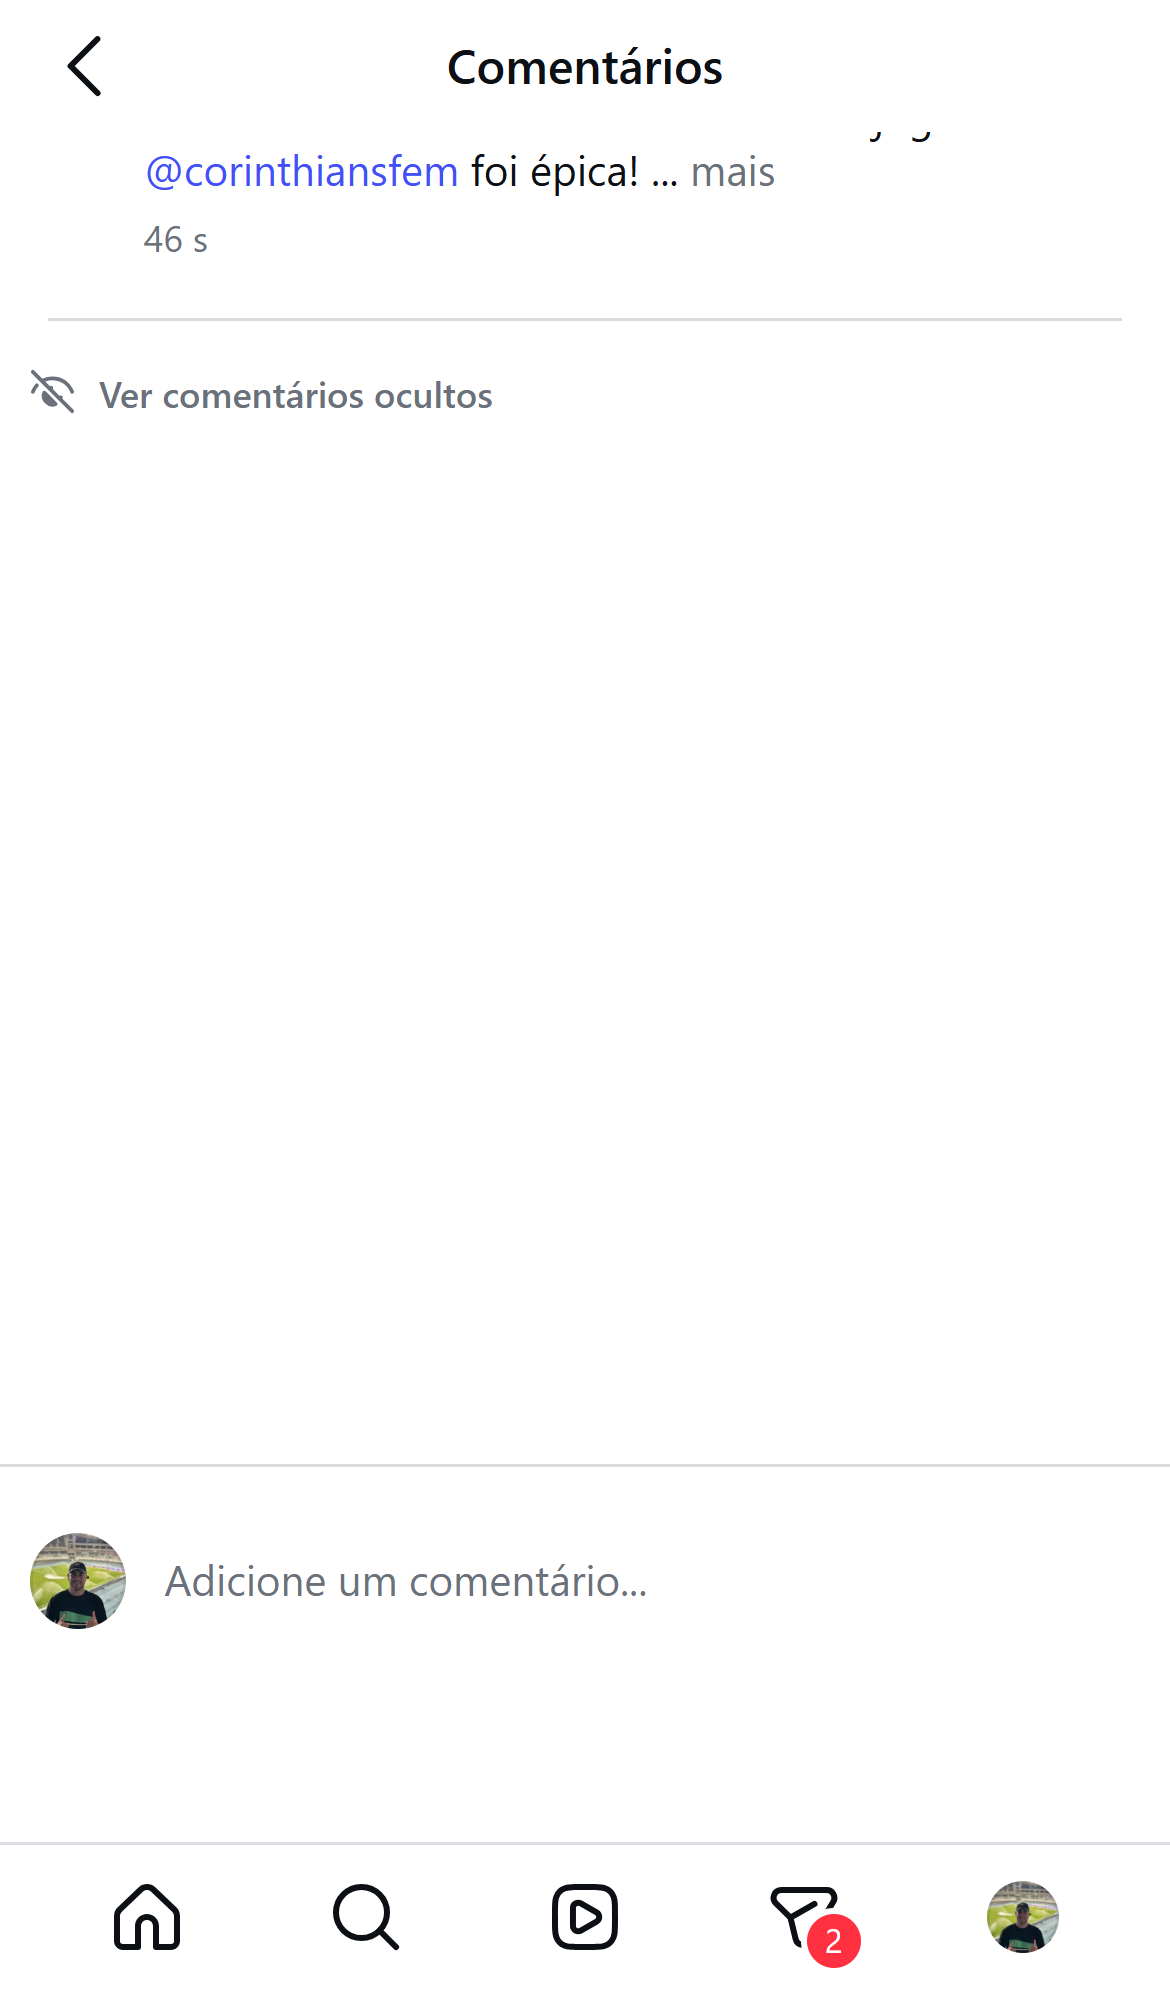 Comentários
@corinthiansfem foi épica! ... mais
46 s
Ver comentários ocultos
Adicione um comentário...
2